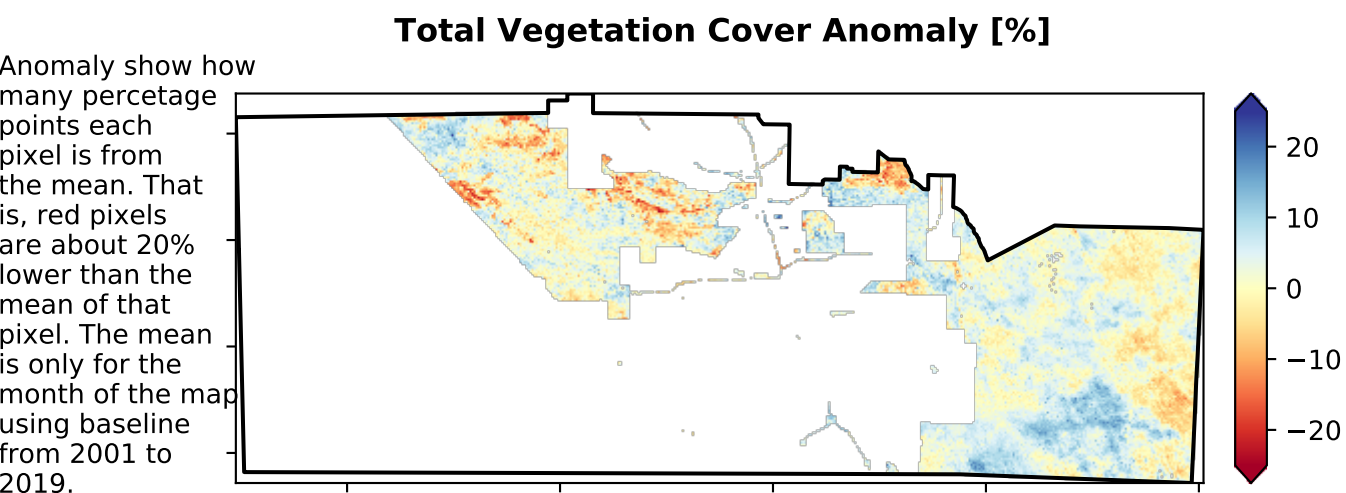 Total Vegetation Cover Anomaly [%]
Anomaly show how
many percetage
points each
pixel is from
the mean. That
is, red pixels
are about 20%
lower than the
mean of that
pixel. The mean
is only for the
month of the map
using baseline
from 2001 to
2019.
20
10
0
−10
−20